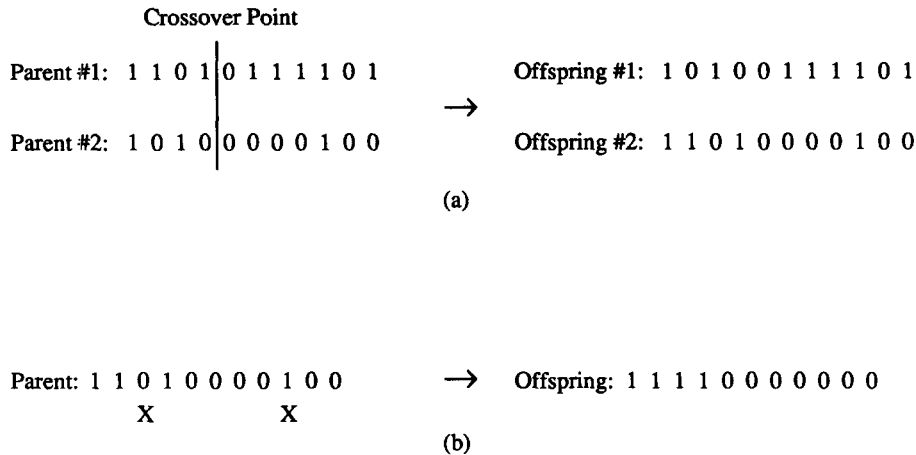 Crossover Point
Parent #1: 1 1 0 1 0 1 1 1 1 0 1
Offspring #1: 1 0 1 0 0 1 1 1 1 0 1
→
Parent #2: 1 0 1 0 0 0 0 0 1 0 0
Offspring #2: 1 1 0 1 0 0 0 0 1 0 0
(a)
Parent: 1 1 0 1 0 0 0 0 1 0 0 → Offspring: 1 1 1 1 0 0 0 0 0 0 0
X X
(b)